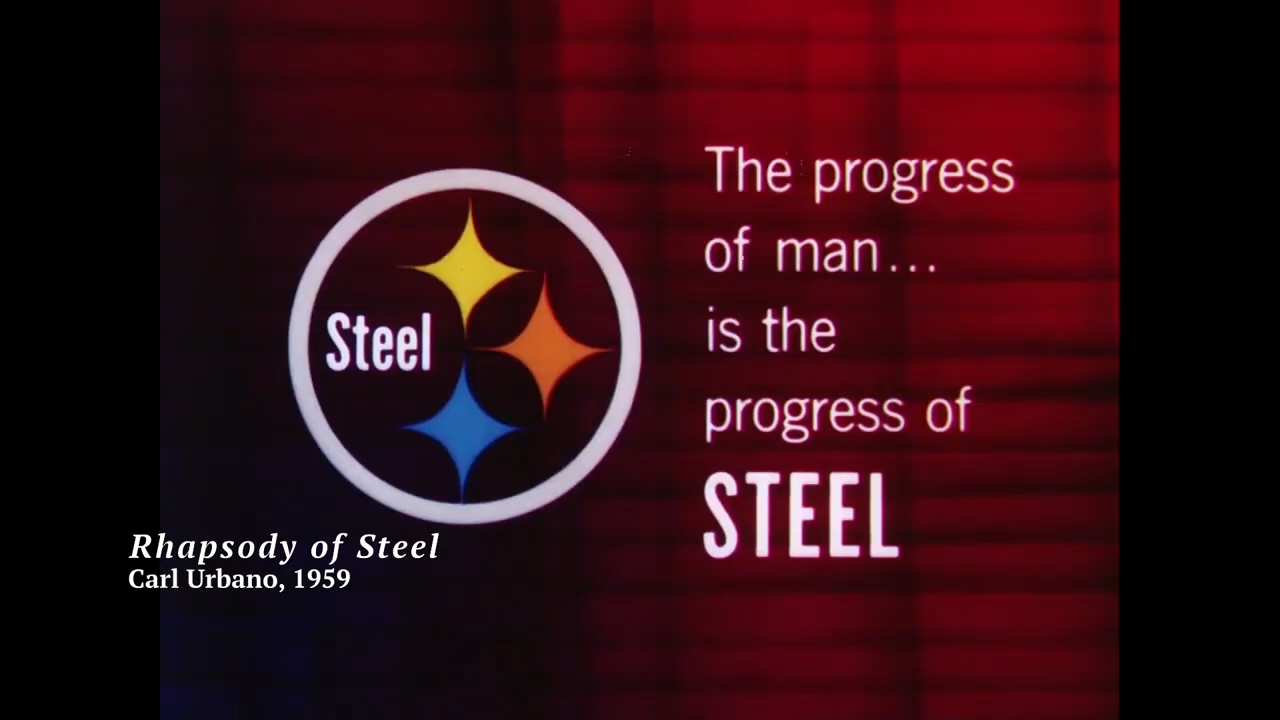 Steel
The progress
of man...
is the
progress of
STEEL
Rhapsody of Steel
Carl Urbano, 1959